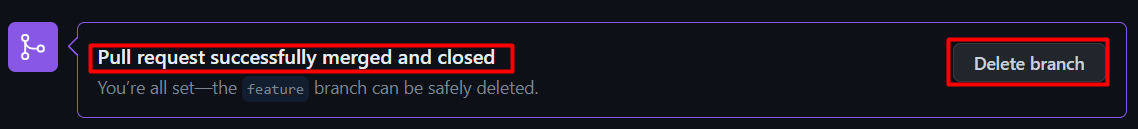 Pull request successfully merged and closed
Delete branch
You're all set—the feature branch can be safely deleted.